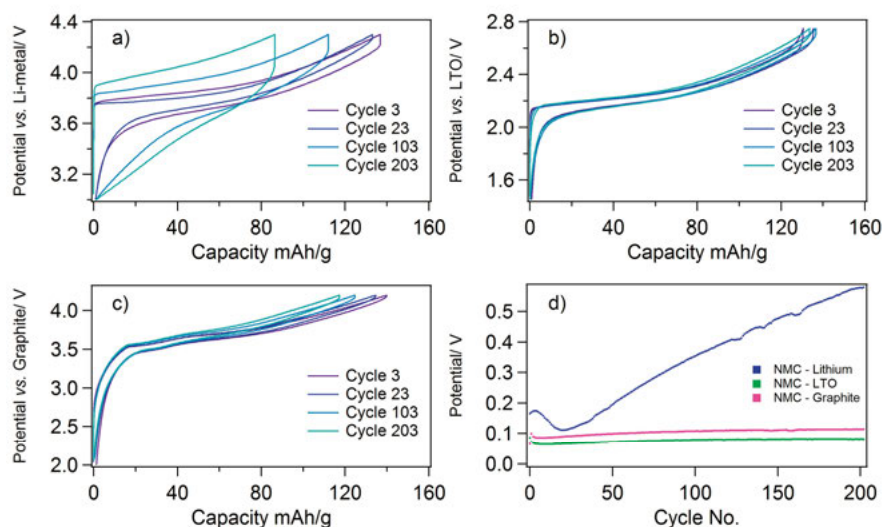 a)
Potential vs. Li-metal/ V
4.4
4.0
3.6
3.2
Cycle 3
Cycle 23
Cycle 103
Cycle 203
0 40 80 120 160
Capacity mAh/g
b)
Potential vs. LTO/ V
2.8
2.4
2.0
1.6
Cycle 3
Cycle 23
Cycle 103
Cycle 203
0 40 80 120 160
Capacity mAh/g
c)
Potential vs. Graphite/ V
4.0
3.5
3.0
2.5
2.0
Cycle 3
Cycle 23
Cycle 103
Cycle 203
0 40 80 120 160
Capacity mAh/g
d)
Potential/ V
0.5
0.4
0.3
0.2
0.1
0.0
NMC - Lithium
NMC - LTO
NMC - Graphite
0 50 100 150 200
Cycle No.